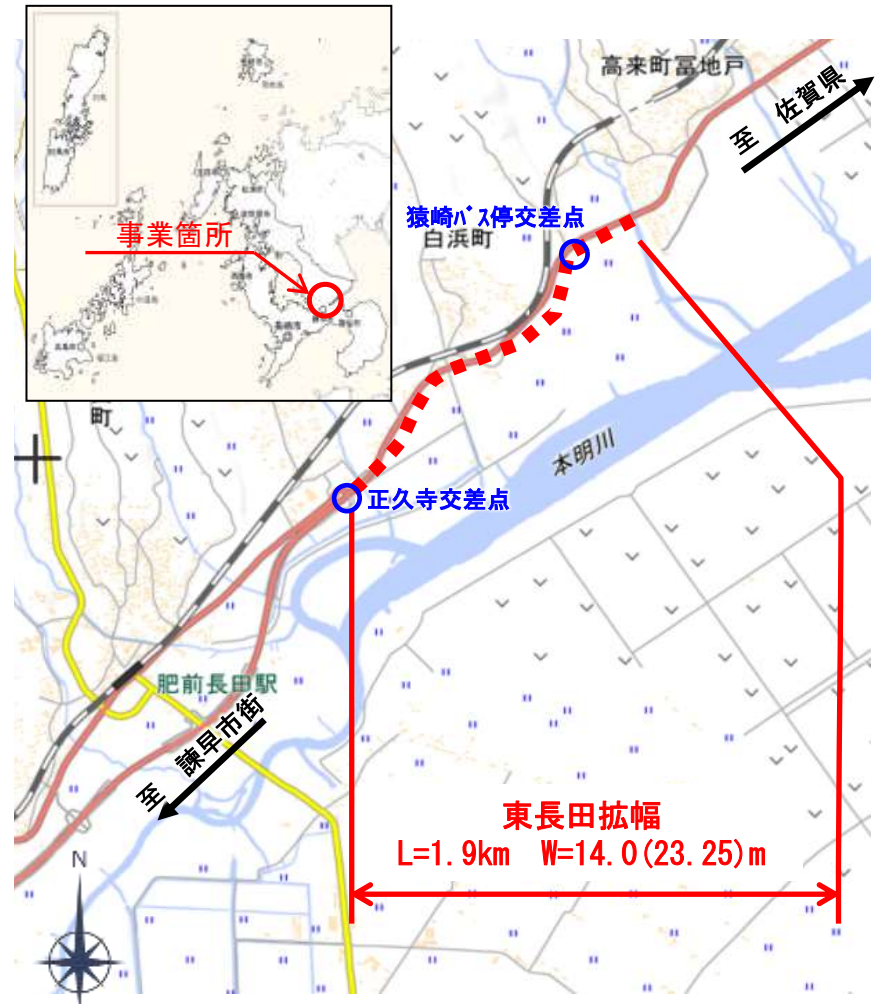 事業箇所
高来町冨地戸
至 佐賀県
猿崎ﾊﾞｽ停交差点
白浜町
町
本明川
正久寺交差点
肥前長田駅
至 諫早市街
東長田拡幅
L=1.9km W=14.0(23.25)m
N